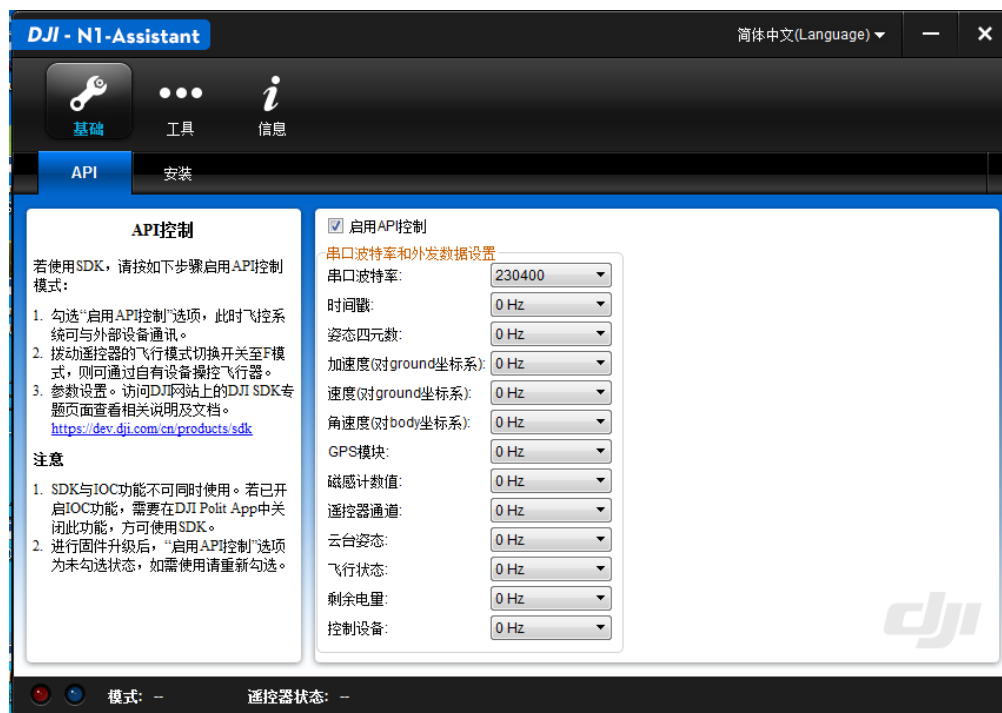 DJI - N1-Assistant
简体中文(Language)
基础
工具
信息
API
安装
API控制
若使用SDK，请按如下步骤启用API控制
模式：
1. 勾选“启用API控制”选项，此时飞控系
统可与外部设备通讯。
2. 拨动遥控器的飞行模式切换开关至F模
式，则可通过自有设备操控飞行器。
3. 参数设置。访问DJI网站上的DJI SDK专
题页面查看相关说明及文档。
https://dev.dji.com/cn/products/sdk
注意
1. SDK与IOC功能不可同时使用。若已开
启IOC功能，需要在DJI Polit App中关
闭此功能，方可使用SDK。
2. 进行固件升级后，“启用API控制”选项
为未勾选状态，如需使用请重新勾选。
启用API控制
串口波特率和外发数据设置
串口波特率: 230400
时间戳: 0 Hz
姿态四元数: 0 Hz
加速度(对ground坐标系): 0 Hz
速度(对ground坐标系): 0 Hz
角速度(对body坐标系): 0 Hz
GPS模块: 0 Hz
磁感计数值: 0 Hz
遥控器通道: 0 Hz
云台姿态: 0 Hz
飞行状态: 0 Hz
剩余电量: 0 Hz
控制设备: 0 Hz
dji
模式: -- 遥控器状态: --